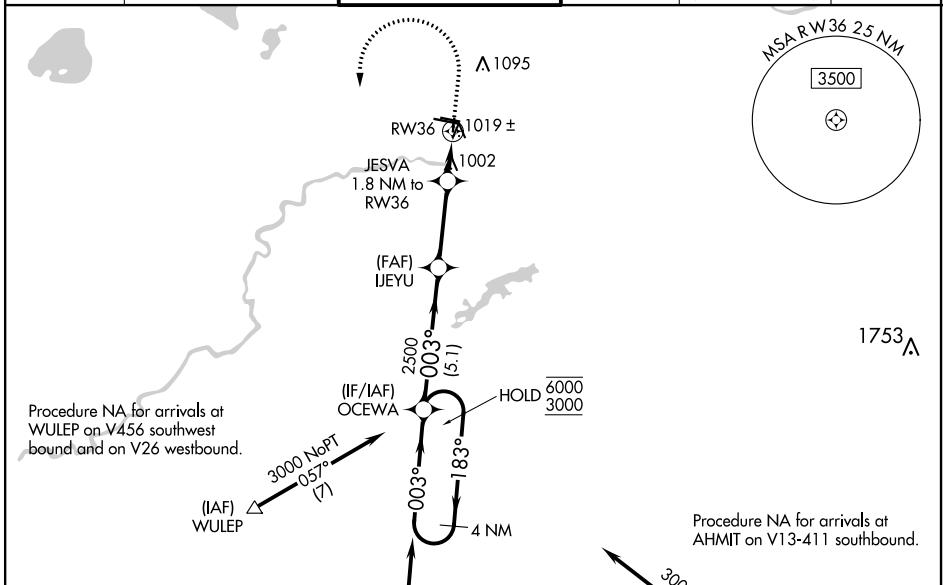 1095
MSA RW36 25 NM
3500
RW36
1019 ±
JESVA
1.8 NM to
RW36
1002
(FAF)
IJEYU
2500
003°
(5.1)
1753
(IF/IAF)
OCEWA
HOLD
6000
3000
Procedure NA for arrivals at
WULEP on V456 southwest
bound and on V26 westbound.
3000 NoPT
057°
(7)
(IAF)
WULEP
003°
183°
4 NM
Procedure NA for arrivals at
AHMIT on V13-411 southbound.